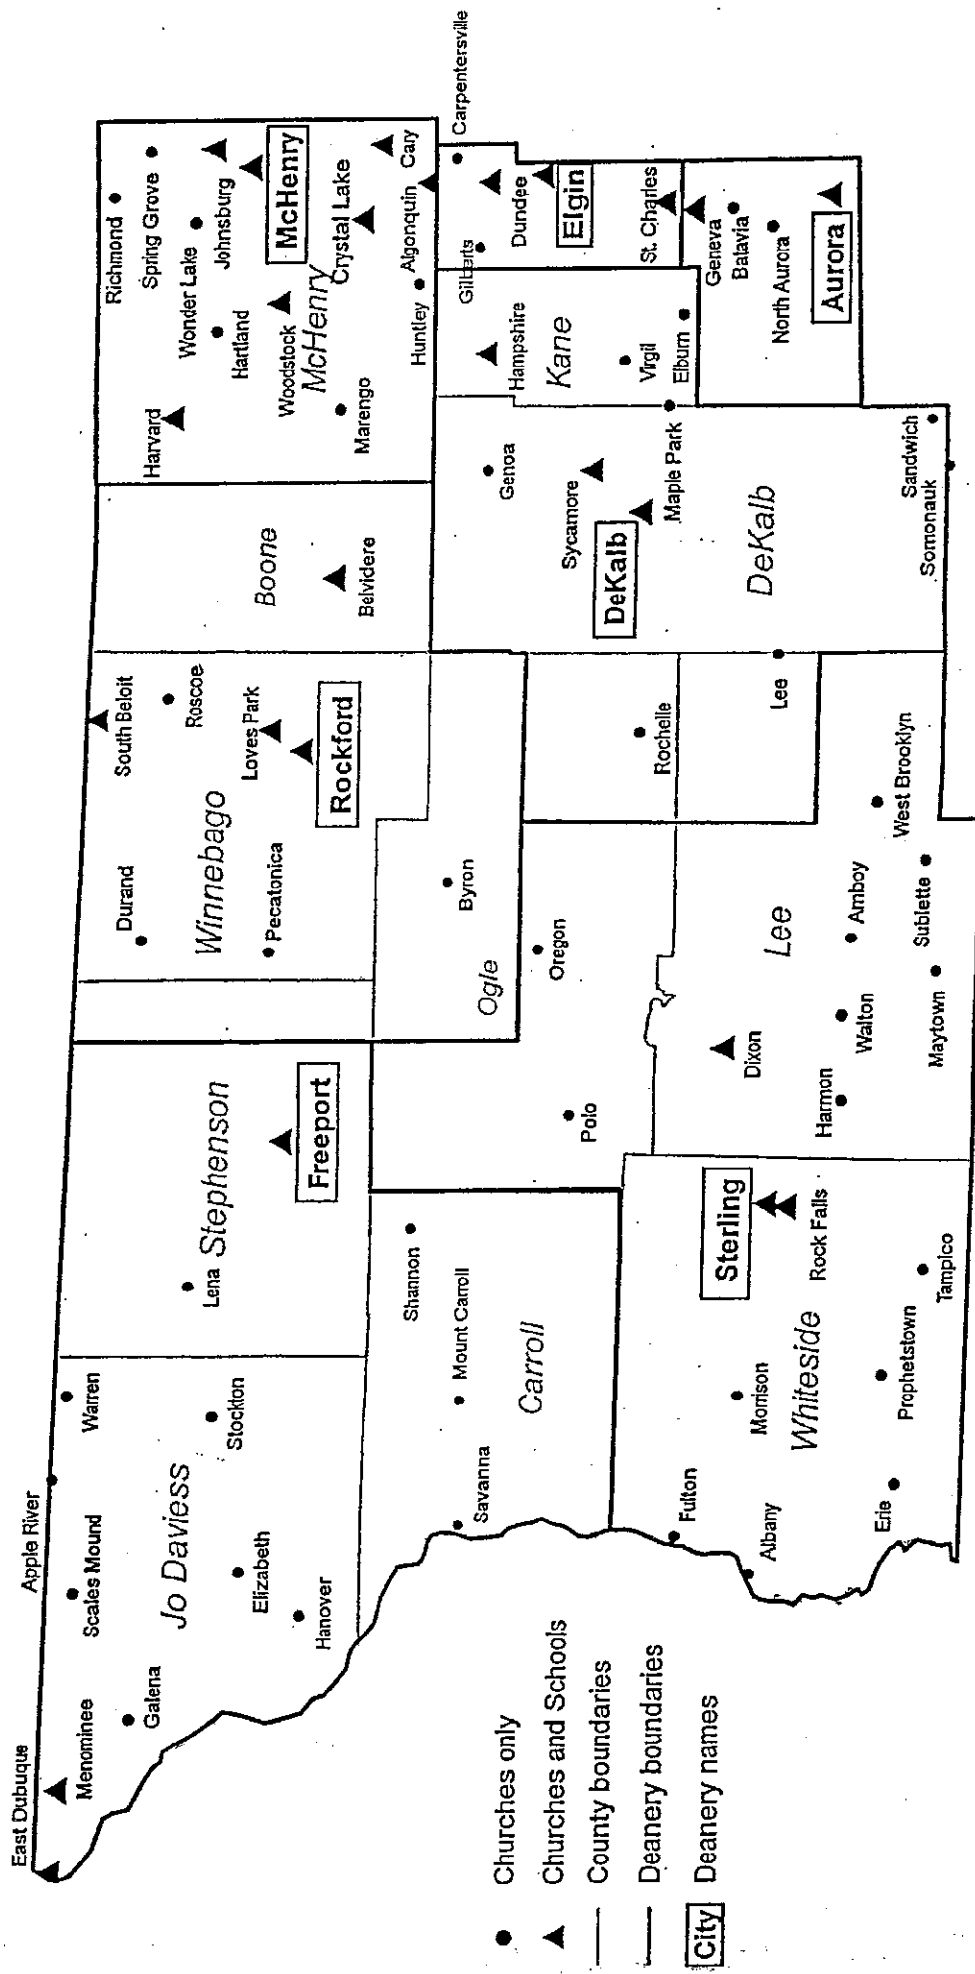 East Dubuque
Menominee
Galena
Apple River
Scales Mound
Warren
Jo Daviess
Stockton
Elizabeth
Hanover
Lena
Stephenson
Freeport
Durand
Winnebago
Pecatonica
South Beloit
Roscoe
Loves Park
Rockford
Boone
Belvidere
Richmond
Spring Grove
Harvard
Wonder Lake
Johnsburg
Hartland
McHenry
Woodstock
McHenry
Crystal Lake
Marengo
Huntley
Algonquin
Cary
Carpentersville
Gilberts
Dundee
Elgin
Hampshire
Kane
Virgil
Elburn
St. Charles
Geneva
Batavia
North Aurora
Aurora
Genoa
Sycamore
DeKalb
Maple Park
DeKalb
Sandwich
Somonauk
Byron
Ogle
Oregon
Polo
Rochelle
Lee
Lee
Dixon
Harmon
Walton
Amboy
West Brooklyn
Sublette
Maytown
Shannon
Mount Carroll
Savanna
Carroll
Sterling
Rock Falls
Fulton
Morrison
Albany
Whiteside
Erie
Prophetstown
Tampico
Churches only
Churches and Schools
County boundaries
Deanery boundaries
City Deanery names